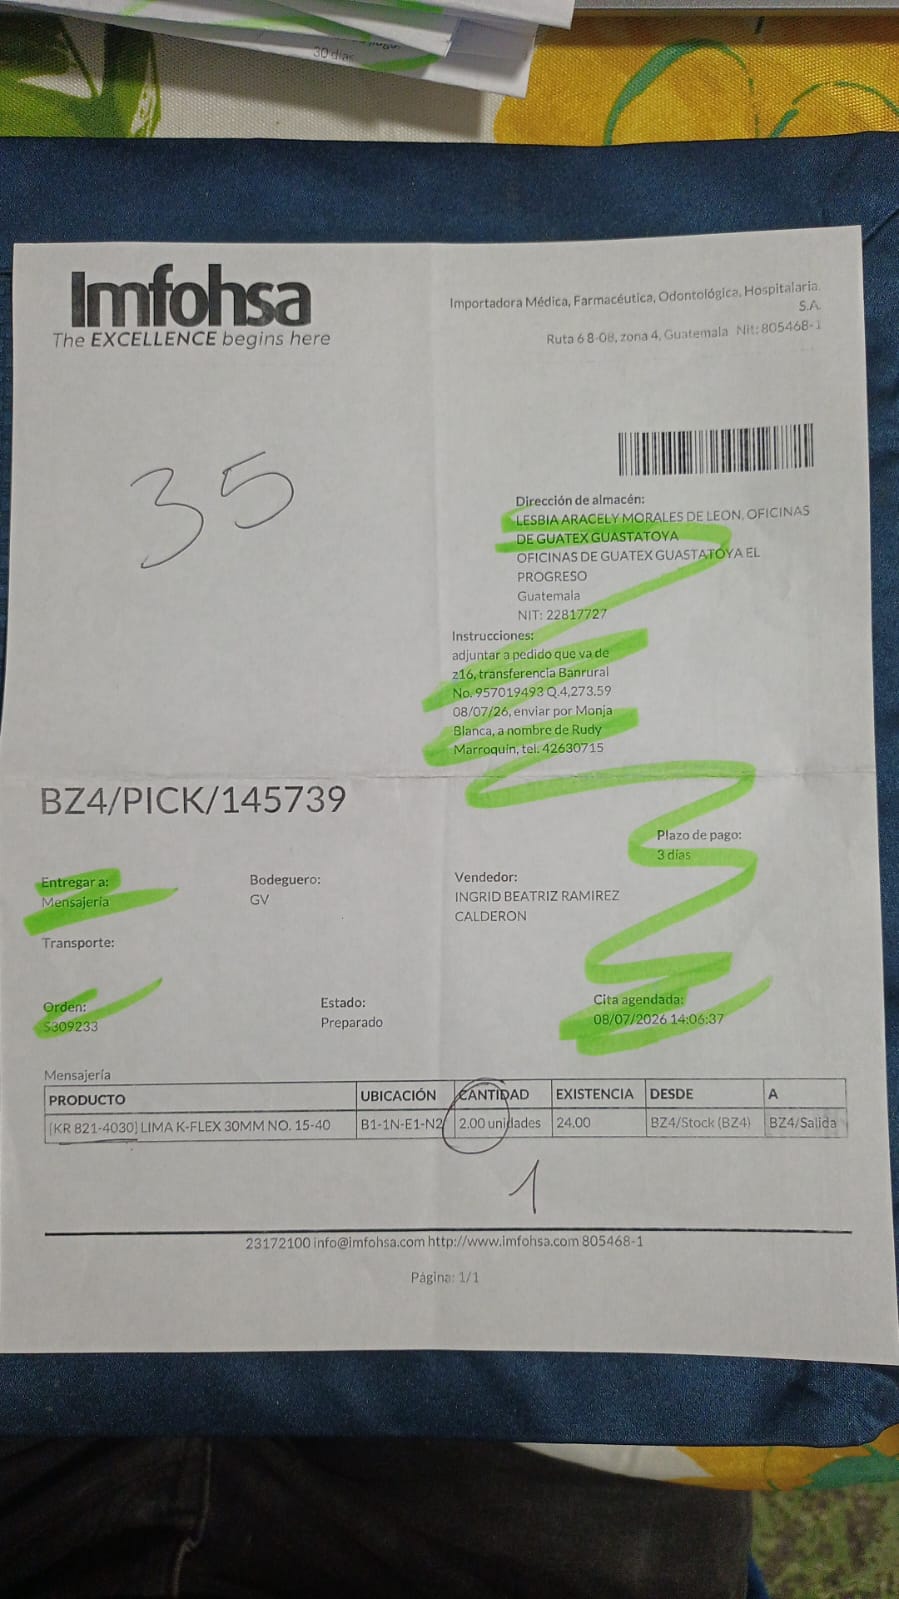 30 días
Imfohsa
The EXCELLENCE begins here
Importadora Médica, Farmacéutica, Odontológica, Hospitalaria,
S.A.
Ruta 6 8-08, zona 4, Guatemala Nit: 805468-1
35
Dirección de almacén:
LESBIA ARACELY MORALES DE LEON, OFICINAS
DE GUATEX GUASTATOYA
OFICINAS DE GUATEX GUASTATOYA EL
PROGRESO
Guatemala
NIT: 22817727
Instrucciones:
adjuntar a pedido que va de
z16, transferencia Banrural
No. 957019493 Q.4,273.59
08/07/26, enviar por Monja
Blanca, a nombre de Rudy
Marroquin, tel. 42630715
BZ4/PICK/145739
Plazo de pago:
3 días
Entregar a:
Mensajería
Bodeguero:
GV
Vendedor:
INGRID BEATRIZ RAMIREZ
CALDERON
Transporte:
Orden:
S309233
Estado:
Preparado
Cita agendada:
08/07/2026 14:06:37
Mensajería
PRODUCTO UBICACIÓN CANTIDAD EXISTENCIA DESDE A
[KR 821-4030] LIMA K-FLEX 30MM NO. 15-40 B1-1N-E1-N2 2.00 unidades 24.00 BZ4/Stock (BZ4) BZ4/Salida
1
23172100 info@imfohsa.com http://www.imfohsa.com 805468-1
Página: 1/1